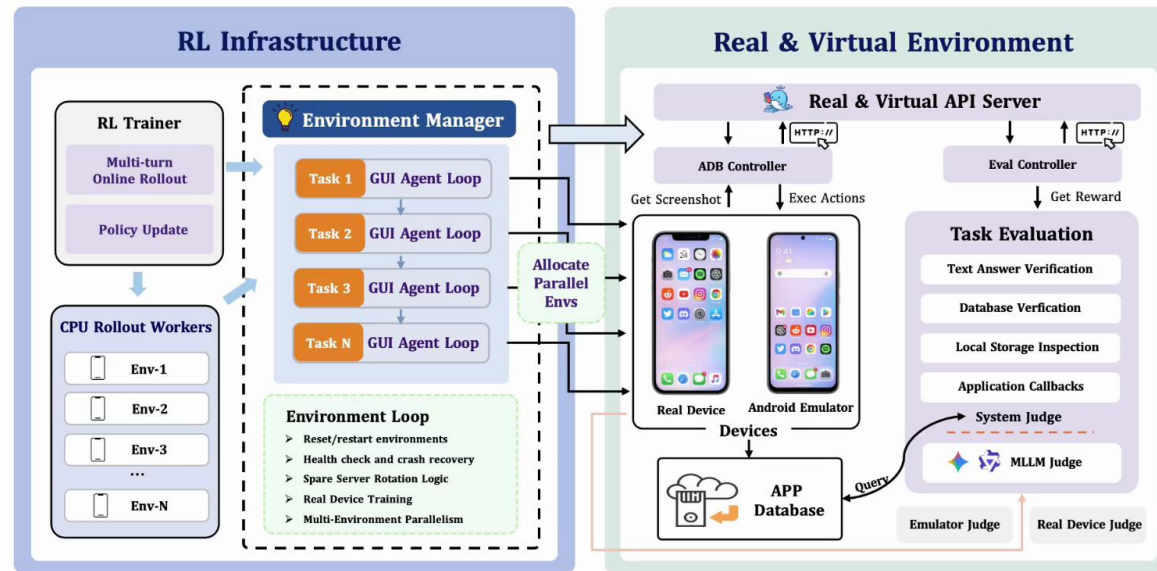 RL Infrastructure
RL Trainer
Multi-turn
Online Rollout
Policy Update
CPU Rollout Workers
Env-1
Env-2
Env-3
...
Env-N
Environment Manager
Task 1 GUI Agent Loop
Task 2 GUI Agent Loop
Task 3 GUI Agent Loop
Task N GUI Agent Loop
Environment Loop
➢ Reset/restart environments
➢ Health check and crash recovery
➢ Spare Server Rotation Logic
➢ Real Device Training
➢ Multi-Environment Parallelism
Allocate
Parallel
Envs
Real & Virtual Environment
Real & Virtual API Server
HTTP://
HTTP://
ADB Controller
Eval Controller
Get Screenshot
Exec Actions
Get Reward
24
9:41
Real Device
Android Emulator
Devices
APP
Database
Query
Task Evaluation
Text Answer Verification
Database Verfication
Local Storage Inspection
Application Callbacks
System Judge
MLLM Judge
Emulator Judge
Real Device Judge